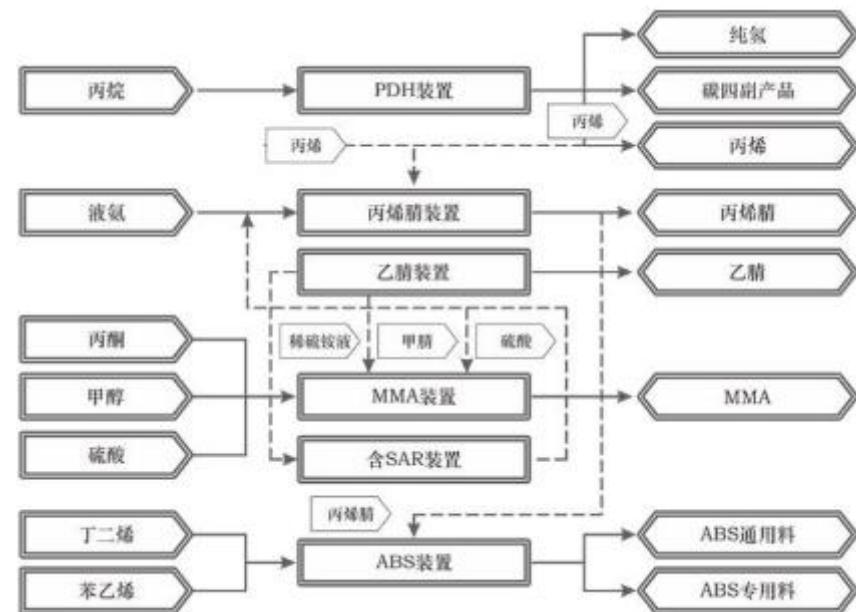 纯氢
丙烷
PDH装置
碳四副产品
丙烯
丙烯
丙烯
液氨
丙烯腈装置
丙烯腈
乙腈装置
乙腈
丙酮
稀硫铵液
甲腈
硫酸
甲醇
MMA装置
MMA
硫酸
含SAR装置
丙烯腈
丁二烯
ABS通用料
ABS装置
苯乙烯
ABS专用料